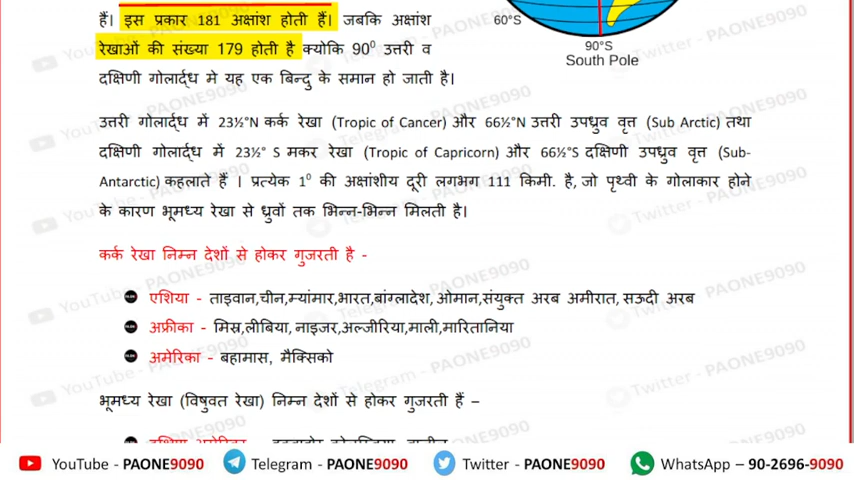 हैं। इस प्रकार 181 अक्षांश होती हैं। जबकि अक्षांश
रेखाओं की संख्या 179 होती है क्योकि 90⁰ उत्तरी व
दक्षिणी गोलार्द्ध मे यह एक बिन्दु के समान हो जाती है।
60°S
90°S
South Pole
उत्तरी गोलार्द्ध में 23½°N कर्क रेखा (Tropic of Cancer) और 66½°N उत्तरी उपध्रुव वृत्त (Sub Arctic) तथा
दक्षिणी गोलार्द्ध में 23½° S मकर रेखा (Tropic of Capricorn) और 66½°S दक्षिणी उपध्रुव वृत्त (Sub-
Antarctic) कहलाते हैं । प्रत्येक 1⁰ की अक्षांशीय दूरी लगभग 111 किमी. है, जो पृथ्वी के गोलाकार होने
के कारण भूमध्य रेखा से ध्रुवों तक भिन्न-भिन्न मिलती है।
कर्क रेखा निम्न देशों से होकर गुजरती है -
एशिया - ताइवान,चीन,म्यांमार,भारत,बांग्लादेश,ओमान,संयुक्त अरब अमीरात, सऊदी अरब
अफ्रीका - मिस्र,लीबिया, नाइजर,अल्जीरिया,माली,मारितानिया
अमेरिका - बहामास, मैक्सिको
भूमध्य रेखा (विषुवत रेखा) निम्न देशों से होकर गुजरती हैं –
YouTube - PAONE9090
Telegram - PAONE9090
Twitter - PAONE9090
WhatsApp – 90-2696-9090